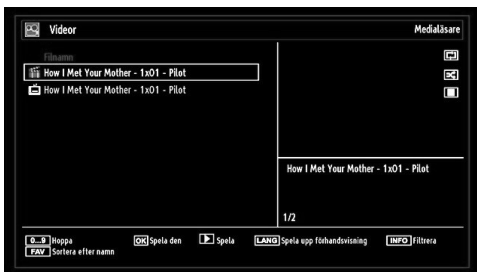 Videor
Medialäsare
Filnamn
How I Met Your Mother - 1x01 - Pilot
How I Met Your Mother - 1x01 - Pilot
How I Met Your Mother - 1x01 - Pilot
1/2
0...9 Hoppa
OK Spela den
Spela
LANG Spela upp förhandsvisning
INFO Filtrera
FAV Sortera efter namn